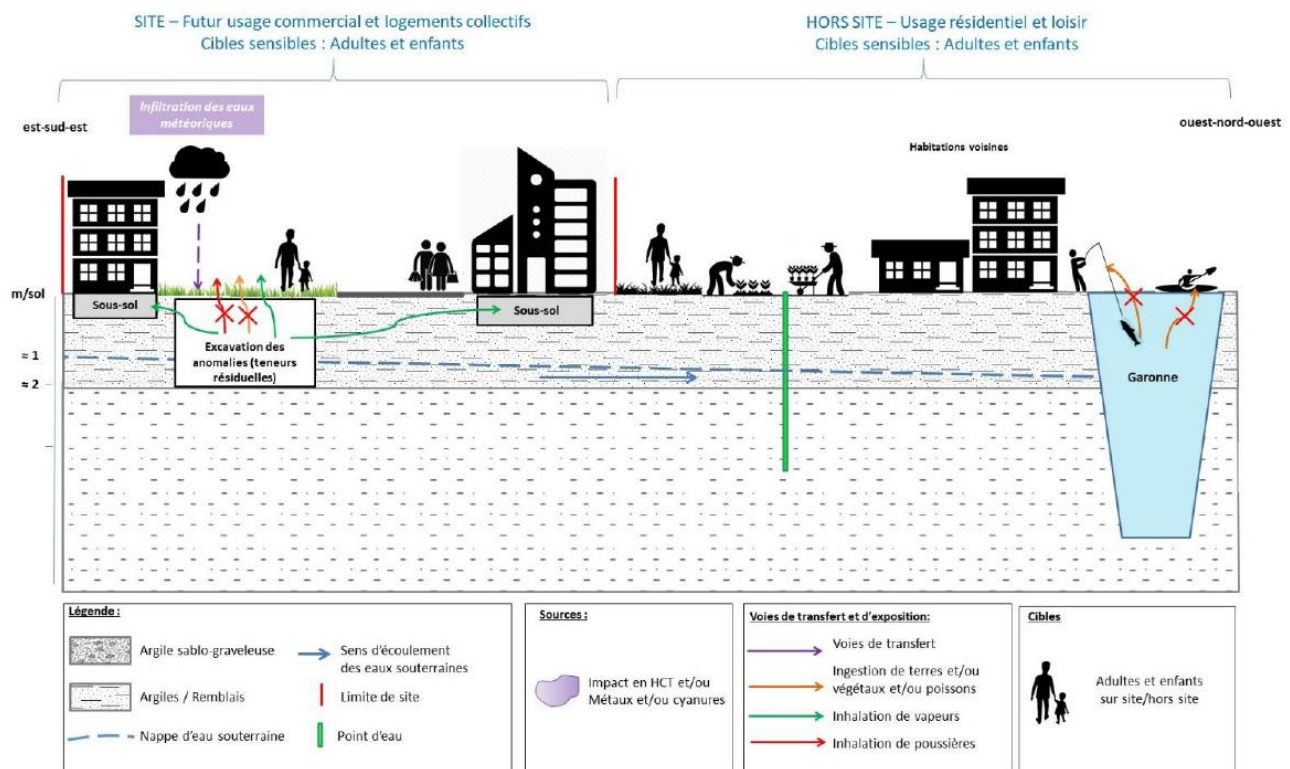 SITE – Futur usage commercial et logements collectifs
Cibles sensibles : Adultes et enfants
HORS SITE – Usage résidentiel et loisir
Cibles sensibles : Adultes et enfants
est-sud-est
Infiltration des eaux
météoriques
ouest-nord-ouest
Habitations voisines
m/sol
Sous-sol
Sous-sol
Excavation des
anomalies (teneurs
résiduelles)
≈ 1
≈ 2
Garonne
Légende :
Argile sablo-graveleuse
Argiles / Remblais
Nappe d'eau souterraine
Sens d'écoulement
des eaux souterraines
Limite de site
Point d'eau
Sources :
Impact en HCT et/ou
Métaux et/ou cyanures
Voies de transfert et d'exposition:
Voies de transfert
Ingestion de terres et/ou
végétaux et/ou poissons
Inhalation de vapeurs
Inhalation de poussières
Cibles
Adultes et enfants
sur site/hors site